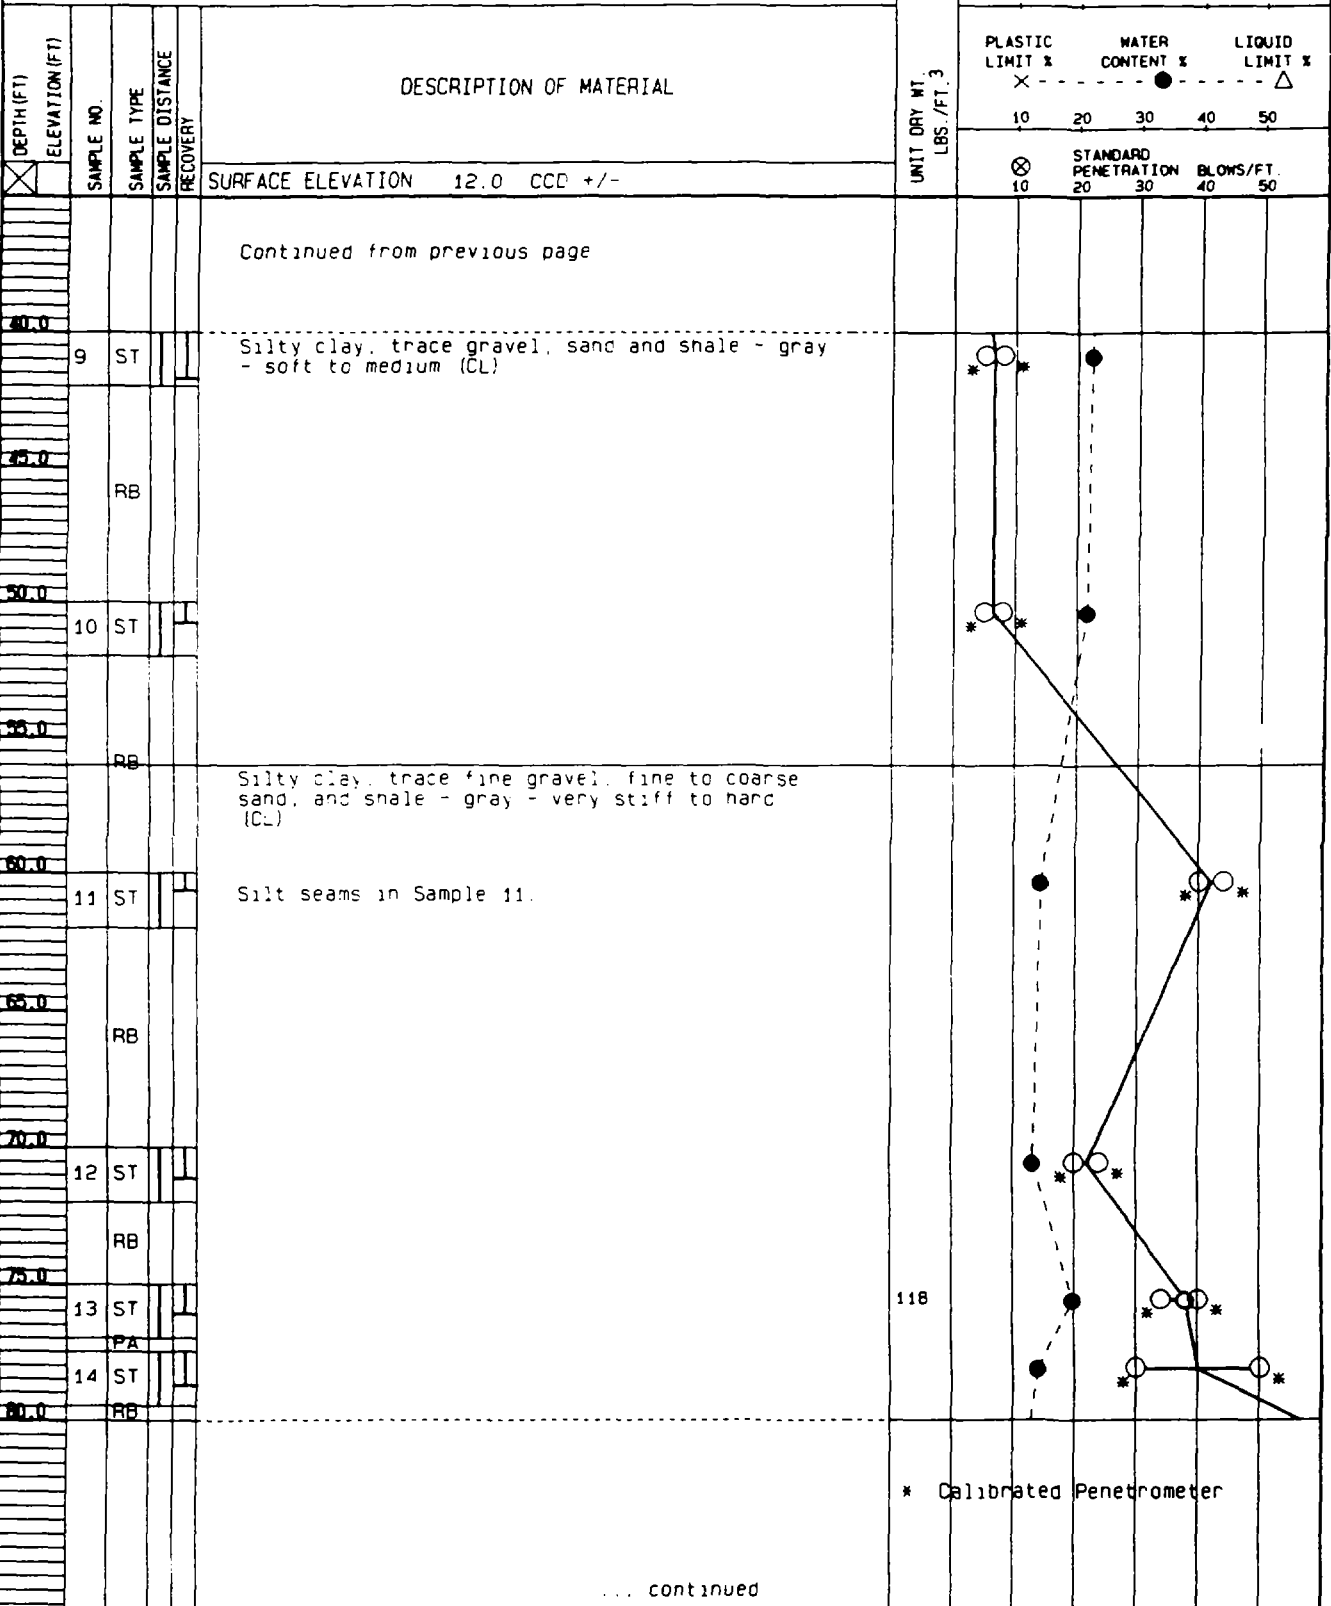 DEPTH (FT)
ELEVATION (FT)
SAMPLE NO.
SAMPLE TYPE
SAMPLE DISTANCE
RECOVERY
DESCRIPTION OF MATERIAL
SURFACE ELEVATION 12.0 CCD +/-
UNIT DRY WT.
LBS./FT.3
PLASTIC WATER LIQUID
LIMIT % CONTENT % LIMIT %
10 20 30 40 50
STANDARD
PENETRATION BLOWS/FT.
10 20 30 40 50
Continued from previous page
40.0
9 ST
Silty clay, trace gravel, sand and shale - gray
- soft to medium (CL)
45.0
RB
50.0
10 ST
55.0
RB
Silty clay, trace fine gravel, fine to coarse
sand, and shale - gray - very stiff to hard
(CL)
60.0
11 ST
Silt seams in Sample 11.
65.0
RB
70.0
12 ST
RB
75.0
13 ST
118
PA
14 ST
80.0
RB
* Calibrated Penetrometer
... continued